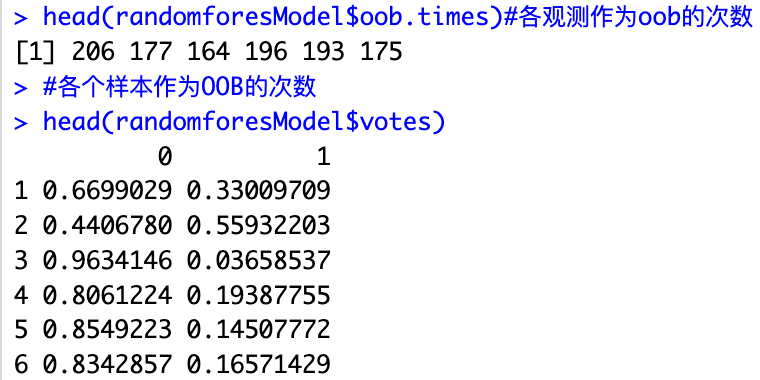 > head(randomforesModel$oob.times)#各观测作为oob的次数
[1] 206 177 164 196 193 175
> #各个样本作为OOB的次数
> head(randomforesModel$votes)
          0          1
1 0.6699029 0.33009709
2 0.4406780 0.55932203
3 0.9634146 0.03658537
4 0.8061224 0.19387755
5 0.8549223 0.14507772
6 0.8342857 0.16571429